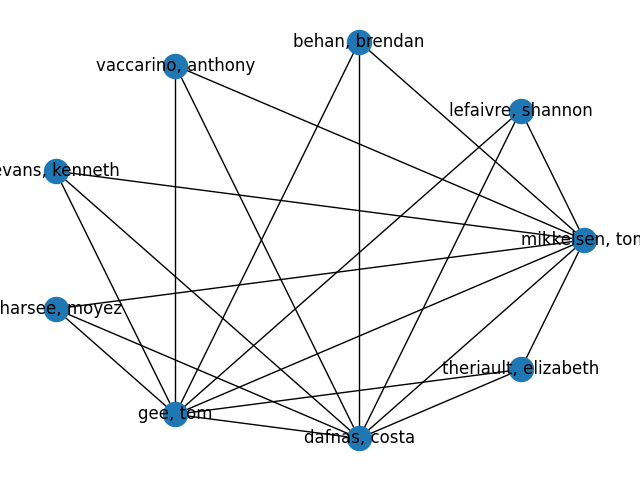 behan, brendan
vaccarino, anthony
lefaivre, shannon
evans, kenneth
mikkelsen, tom
harsee, moyez
theriault, elizabeth
gee, tom
dafnas, costa